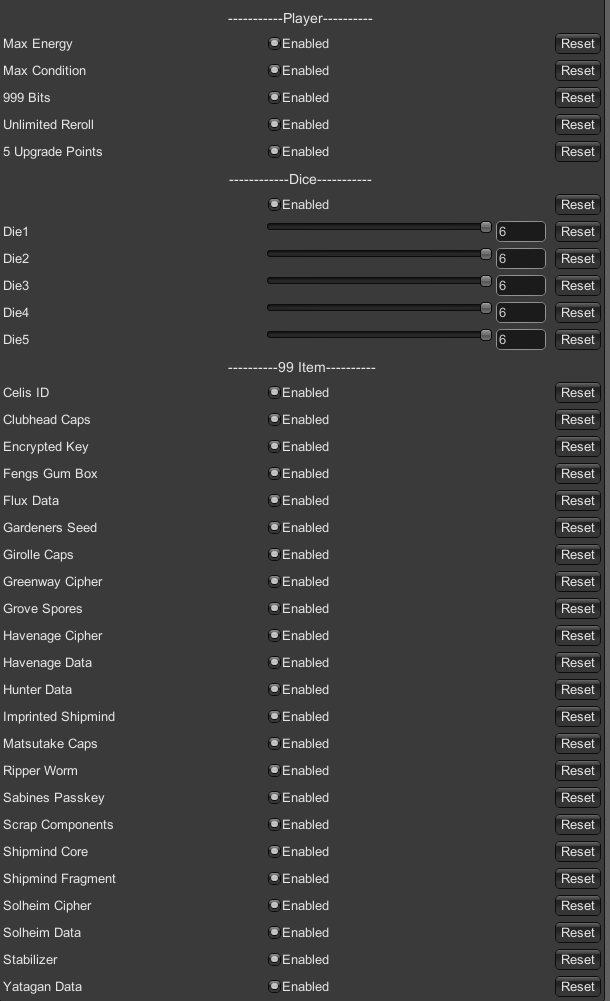 -----------Player----------
Max Energy Enabled Reset
Max Condition Enabled Reset
999 Bits Enabled Reset
Unlimited Reroll Enabled Reset
5 Upgrade Points Enabled Reset
------------Dice-----------
Enabled Reset
Die1 6 Reset
Die2 6 Reset
Die3 6 Reset
Die4 6 Reset
Die5 6 Reset
----------99 Item----------
Celis ID Enabled Reset
Clubhead Caps Enabled Reset
Encrypted Key Enabled Reset
Fengs Gum Box Enabled Reset
Flux Data Enabled Reset
Gardeners Seed Enabled Reset
Girolle Caps Enabled Reset
Greenway Cipher Enabled Reset
Grove Spores Enabled Reset
Havenage Cipher Enabled Reset
Havenage Data Enabled Reset
Hunter Data Enabled Reset
Imprinted Shipmind Enabled Reset
Matsutake Caps Enabled Reset
Ripper Worm Enabled Reset
Sabines Passkey Enabled Reset
Scrap Components Enabled Reset
Shipmind Core Enabled Reset
Shipmind Fragment Enabled Reset
Solheim Cipher Enabled Reset
Solheim Data Enabled Reset
Stabilizer Enabled Reset
Yatagan Data Enabled Reset